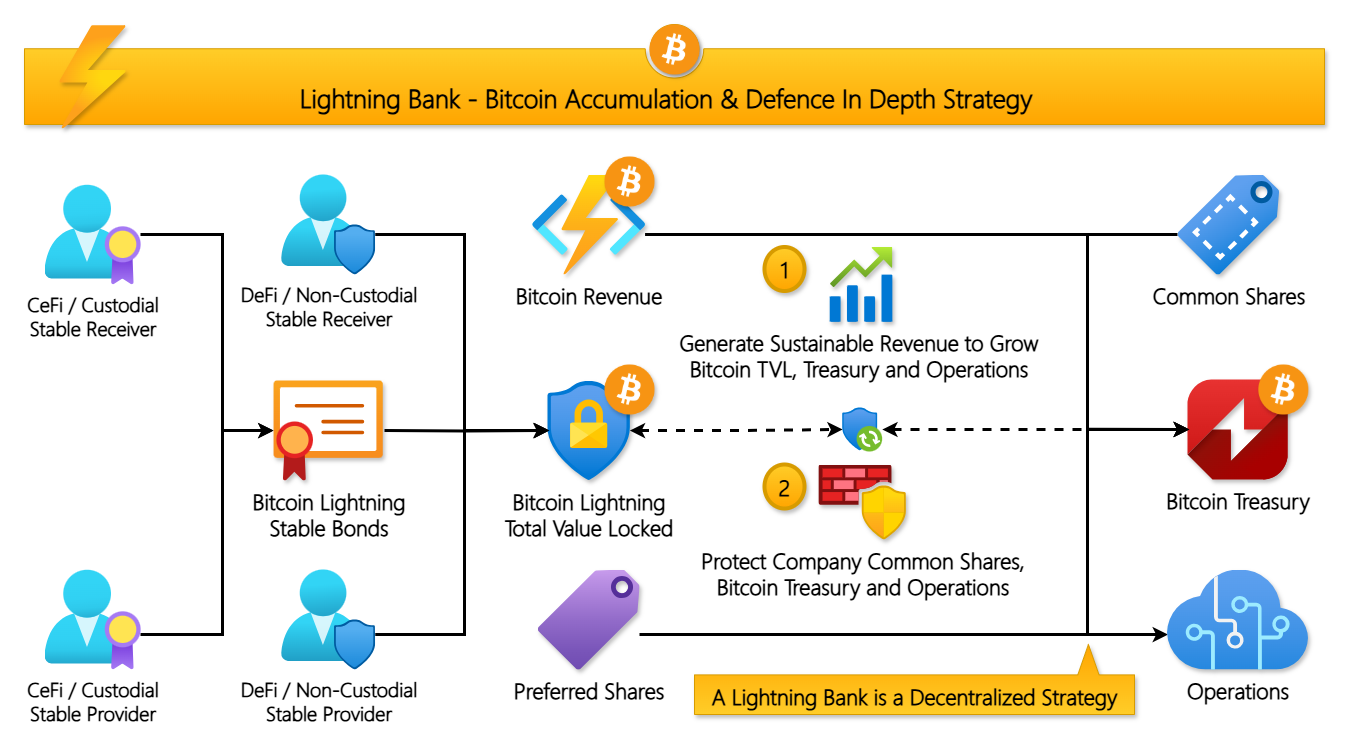 Lightning Bank - Bitcoin Accumulation & Defence In Depth Strategy
CeFi / Custodial
Stable Receiver
DeFi / Non-Custodial
Stable Receiver
Bitcoin Revenue
1
Generate Sustainable Revenue to Grow
Bitcoin TVL, Treasury and Operations
Common Shares
Bitcoin Lightning
Stable Bonds
Bitcoin Lightning
Total Value Locked
2
Protect Company Common Shares,
Bitcoin Treasury and Operations
Bitcoin Treasury
CeFi / Custodial
Stable Provider
DeFi / Non-Custodial
Stable Provider
Preferred Shares
A Lightning Bank is a Decentralized Strategy
Operations